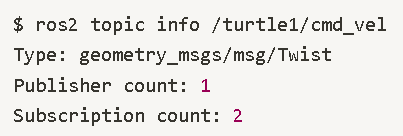 $ ros2 topic info /turtle1/cmd_vel
Type: geometry_msgs/msg/Twist
Publisher count: 1
Subscription count: 2